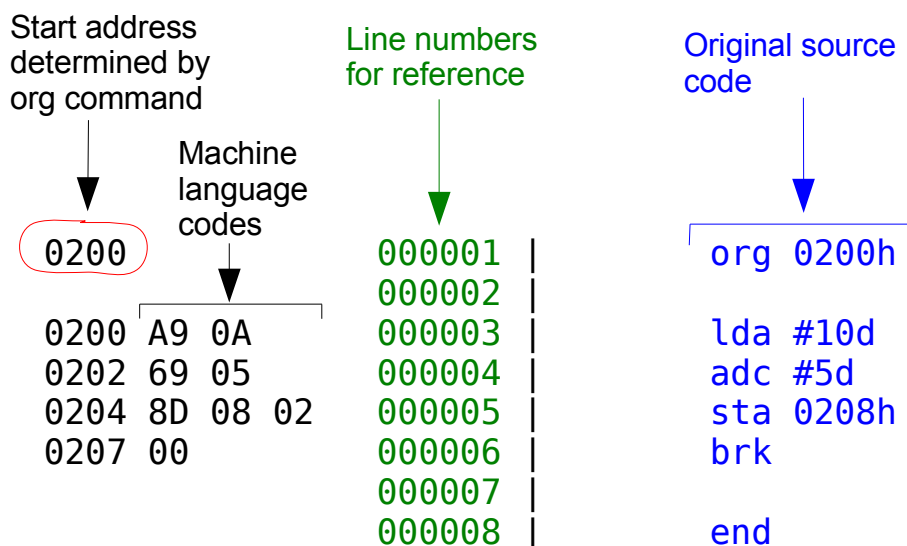 Start address
determined by
org command
Line numbers
for reference
Original source
code
Machine
language
codes
0200 000001 | org 0200h
000002 |
0200 A9 0A 000003 | lda #10d
0202 69 05 000004 | adc #5d
0204 8D 08 02 000005 | sta 0208h
0207 00 000006 | brk
000007 |
000008 | end